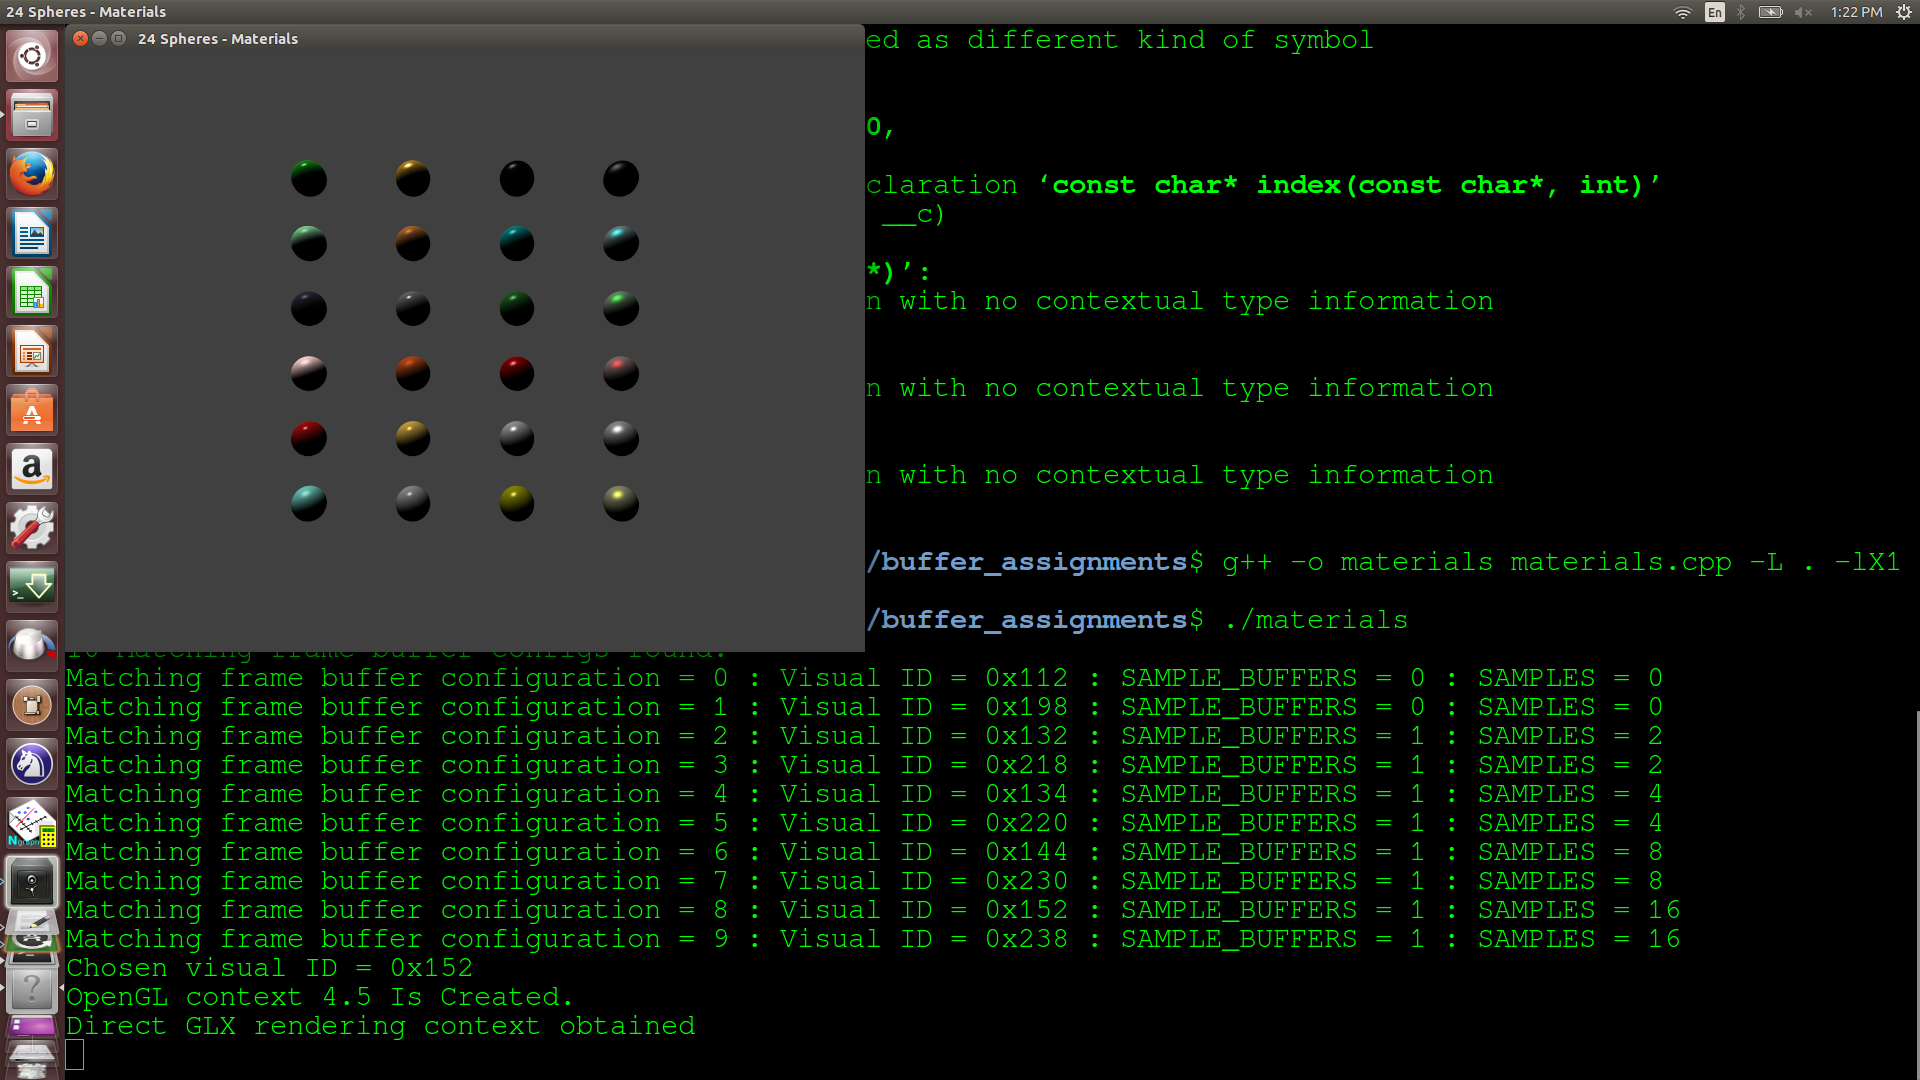 24 Spheres - Materials
En
1:22 PM
24 Spheres - Materials
ed as different kind of symbol
0,
claration ‘const char* index(const char*, int)’
__c)
*)’:
n with no contextual type information
n with no contextual type information
n with no contextual type information
/buffer_assignments$ g++ -o materials materials.cpp -L . -lX1
/buffer_assignments$ ./materials
10 Matching frame buffer configs found.
Matching frame buffer configuration = 0 : Visual ID = 0x112 : SAMPLE_BUFFERS = 0 : SAMPLES = 0
Matching frame buffer configuration = 1 : Visual ID = 0x198 : SAMPLE_BUFFERS = 0 : SAMPLES = 0
Matching frame buffer configuration = 2 : Visual ID = 0x132 : SAMPLE_BUFFERS = 1 : SAMPLES = 2
Matching frame buffer configuration = 3 : Visual ID = 0x218 : SAMPLE_BUFFERS = 1 : SAMPLES = 2
Matching frame buffer configuration = 4 : Visual ID = 0x134 : SAMPLE_BUFFERS = 1 : SAMPLES = 4
Matching frame buffer configuration = 5 : Visual ID = 0x220 : SAMPLE_BUFFERS = 1 : SAMPLES = 4
Matching frame buffer configuration = 6 : Visual ID = 0x144 : SAMPLE_BUFFERS = 1 : SAMPLES = 8
Matching frame buffer configuration = 7 : Visual ID = 0x230 : SAMPLE_BUFFERS = 1 : SAMPLES = 8
Matching frame buffer configuration = 8 : Visual ID = 0x152 : SAMPLE_BUFFERS = 1 : SAMPLES = 16
Matching frame buffer configuration = 9 : Visual ID = 0x238 : SAMPLE_BUFFERS = 1 : SAMPLES = 16
Chosen visual ID = 0x152
OpenGL context 4.5 Is Created.
Direct GLX rendering context obtained